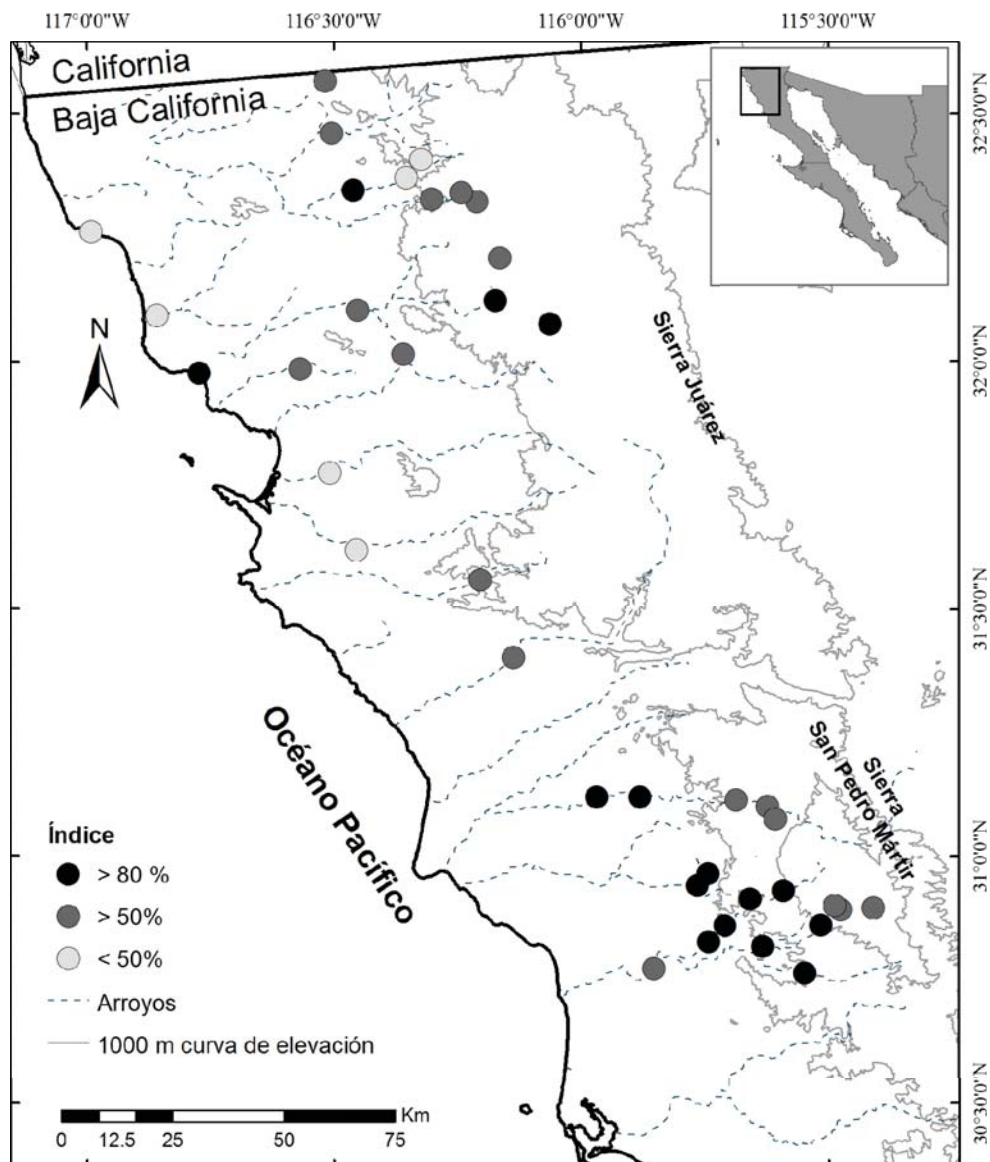 117°0'0"W 116°30'0"W 116°0'0"W 115°30'0"W
California
Baja California
32°30'0"N
N
Sierra Juárez
32°0'0"N
31°30'0"N
Océano Pacífico
Sierra
San Pedro Mártir
31°0'0"N
Índice
> 80 %
> 50%
< 50%
Arroyos
1000 m curva de elevación
30°30'0"N
Km
0 12.5 25 50 75